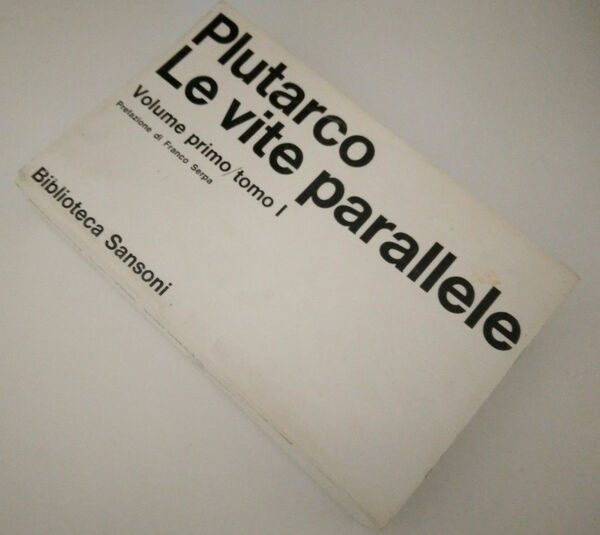 Plutarco
Le vite parallele
Volume primo/tomo I
Prefazione di Franco Serpa
Biblioteca Sansoni